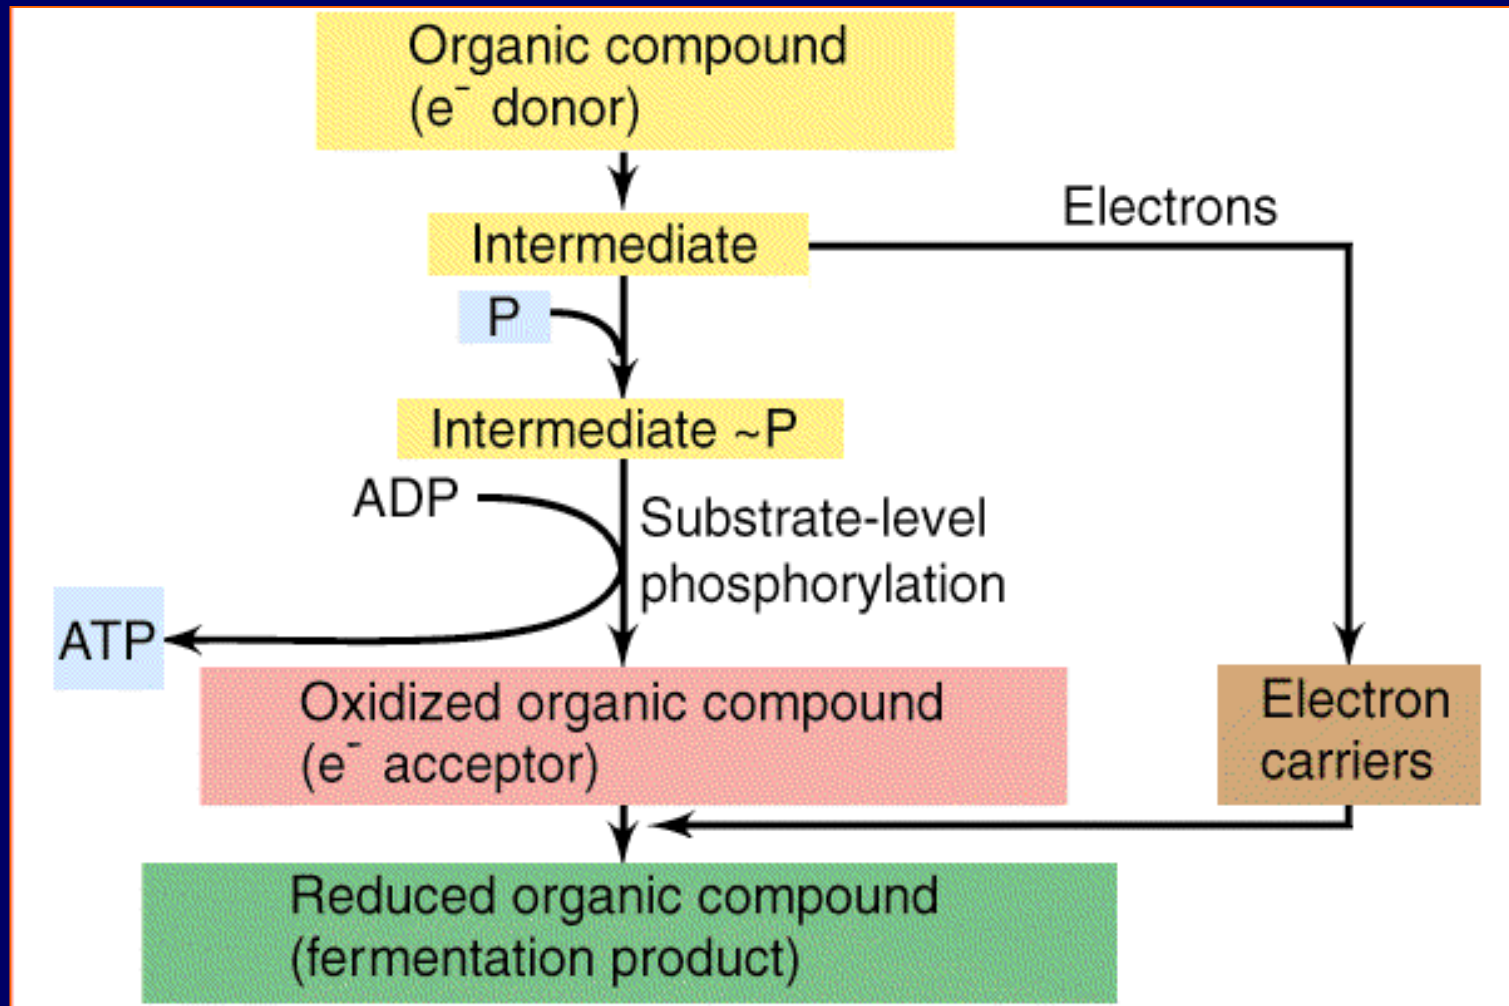 Organic compound
(e⁻ donor)
Intermediate
Electrons
P
Intermediate ~P
ADP
Substrate-level
phosphorylation
ATP
Oxidized organic compound
(e⁻ acceptor)
Electron
carriers
Reduced organic compound
(fermentation product)